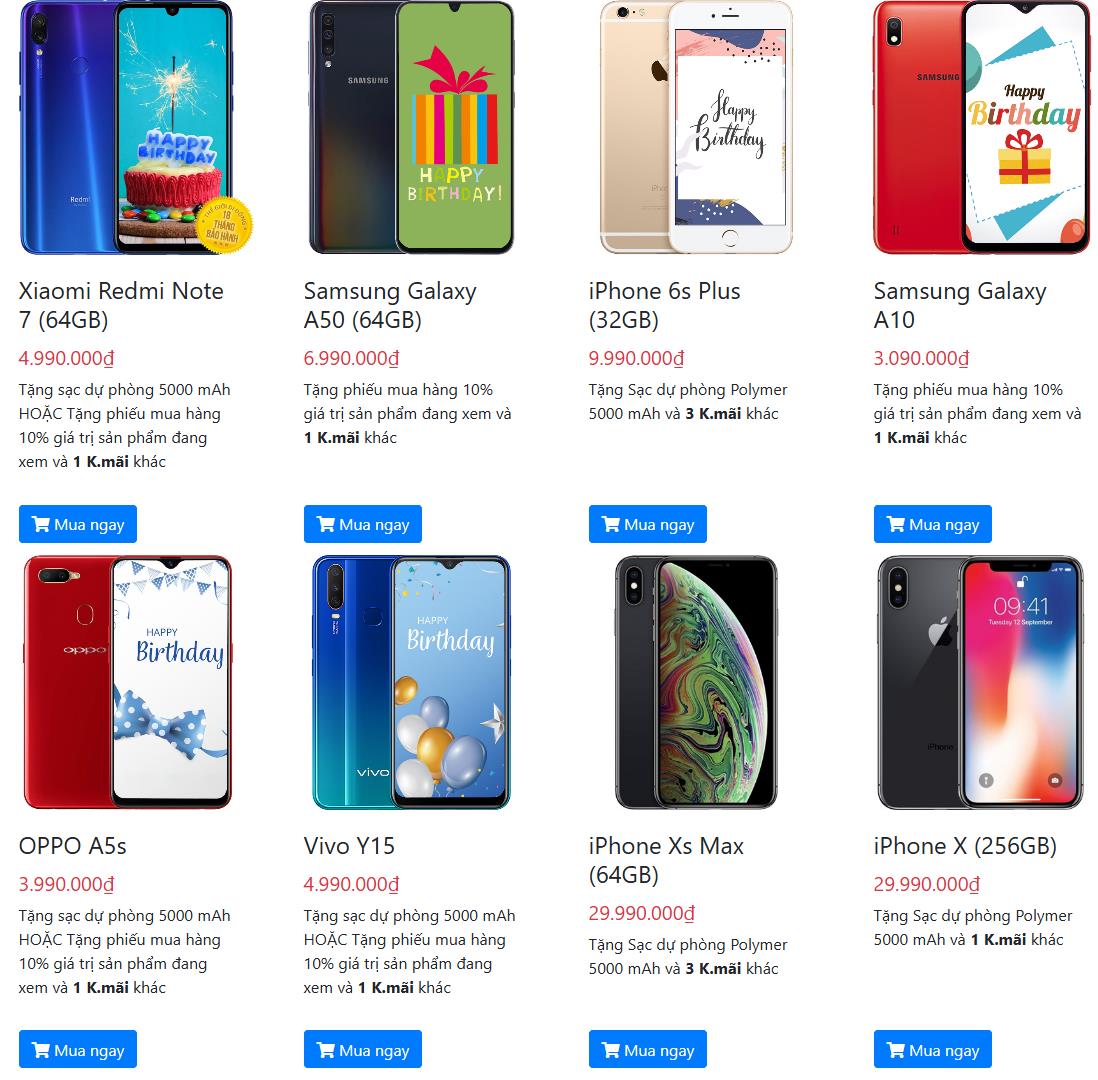 SAMSUNG
SAMSUNG
Redmi
HAPPY
BIRTHDAY
THẾ GIỚI DI ĐỘNG
18
THÁNG
BẢO HÀNH
HAPPY
BIRTHDAY!
Happy
Birthday
Happy
Birthday
Xiaomi Redmi Note
7 (64GB)
4.990.000₫
Tặng sạc dự phòng 5000 mAh
HOẶC Tặng phiếu mua hàng
10% giá trị sản phẩm đang
xem và 1 K.mãi khác
Mua ngay
Samsung Galaxy
A50 (64GB)
6.990.000₫
Tặng phiếu mua hàng 10%
giá trị sản phẩm đang xem và
1 K.mãi khác
Mua ngay
iPhone 6s Plus
(32GB)
9.990.000₫
Tặng Sạc dự phòng Polymer
5000 mAh và 3 K.mãi khác
Mua ngay
Samsung Galaxy
A10
3.090.000₫
Tặng phiếu mua hàng 10%
giá trị sản phẩm đang xem và
1 K.mãi khác
Mua ngay
oppo
HAPPY
Birthday
vivo
HAPPY
Birthday
iPhone
09:41
Tuesday 12 September
OPPO A5s
3.990.000₫
Tặng sạc dự phòng 5000 mAh
HOẶC Tặng phiếu mua hàng
10% giá trị sản phẩm đang
xem và 1 K.mãi khác
Mua ngay
Vivo Y15
4.990.000₫
Tặng sạc dự phòng 5000 mAh
HOẶC Tặng phiếu mua hàng
10% giá trị sản phẩm đang
xem và 1 K.mãi khác
Mua ngay
iPhone Xs Max
(64GB)
29.990.000₫
Tặng Sạc dự phòng Polymer
5000 mAh và 3 K.mãi khác
Mua ngay
iPhone X (256GB)
29.990.000₫
Tặng Sạc dự phòng Polymer
5000 mAh và 1 K.mãi khác
Mua ngay